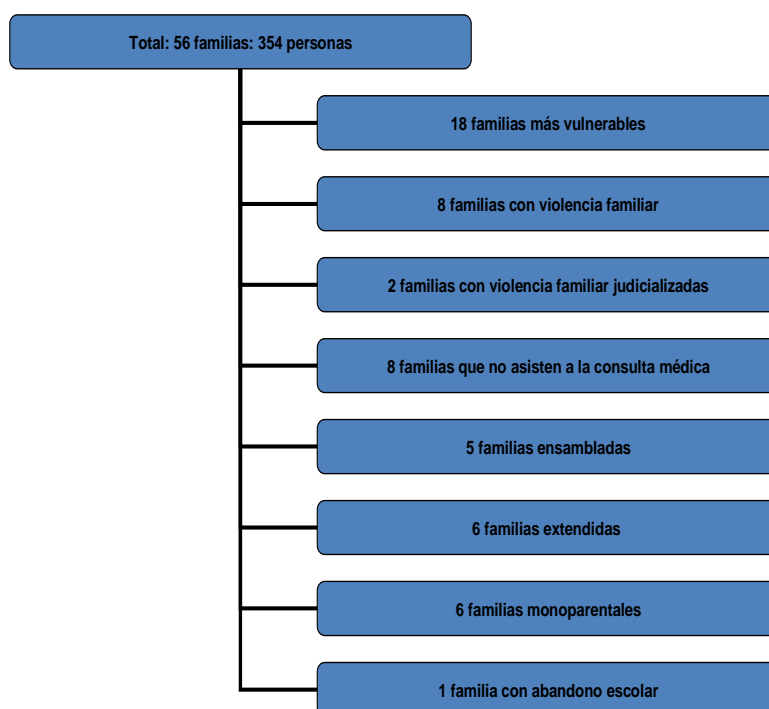 Total: 56 familias: 354 personas
18 familias más vulnerables
8 familias con violencia familiar
2 familias con violencia familiar judicializadas
8 familias que no asisten a la consulta médica
5 familias ensambladas
6 familias extendidas
6 familias monoparentales
1 familia con abandono escolar